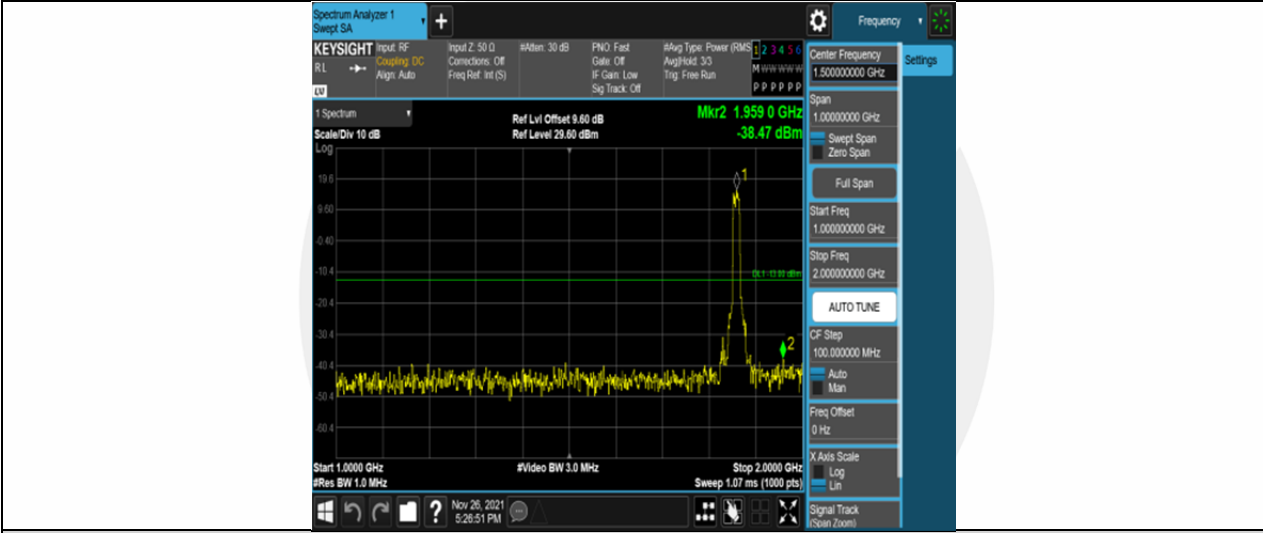 Spectrum Analyzer 1
Swept SA
+
Frequency
KEYSIGHT
RL
LV
Input: RF
Coupling: DC
Align: Auto
Input Z: 50 Ω
Corrections: Off
Freq Ref: Int (S)
#Atten: 30 dB
PNO: Fast
Gate: Off
IF Gain: Low
Sig Track: Off
#Avg Type: Power (RMS
Avg|Hold: 3/3
Trig: Free Run
1 2 3 4 5 6
M W W W W W
P P P P P P
1 Spectrum
Scale/Div 10 dB
Log
Ref Lvl Offset 9.60 dB
Ref Level 29.60 dBm
Mkr2 1.959 0 GHz
-38.47 dBm
19.6
9.60
-0.40
-10.4
-20.4
-30.4
-40.4
-50.4
-60.4
1
DL1 -13.00 dBm
2
Start 1.0000 GHz
#Res BW 1.0 MHz
#Video BW 3.0 MHz
Stop 2.0000 GHz
Sweep 1.07 ms (1000 pts)
Center Frequency
1.500000000 GHz
Settings
Span
1.00000000 GHz
Swept Span
Zero Span
Full Span
Start Freq
1.000000000 GHz
Stop Freq
2.000000000 GHz
AUTO TUNE
CF Step
100.000000 MHz
Auto
Man
Freq Offset
0 Hz
X Axis Scale
Log
Lin
Signal Track
(Span Zoom)
?
Nov 26, 2021
5:26:51 PM